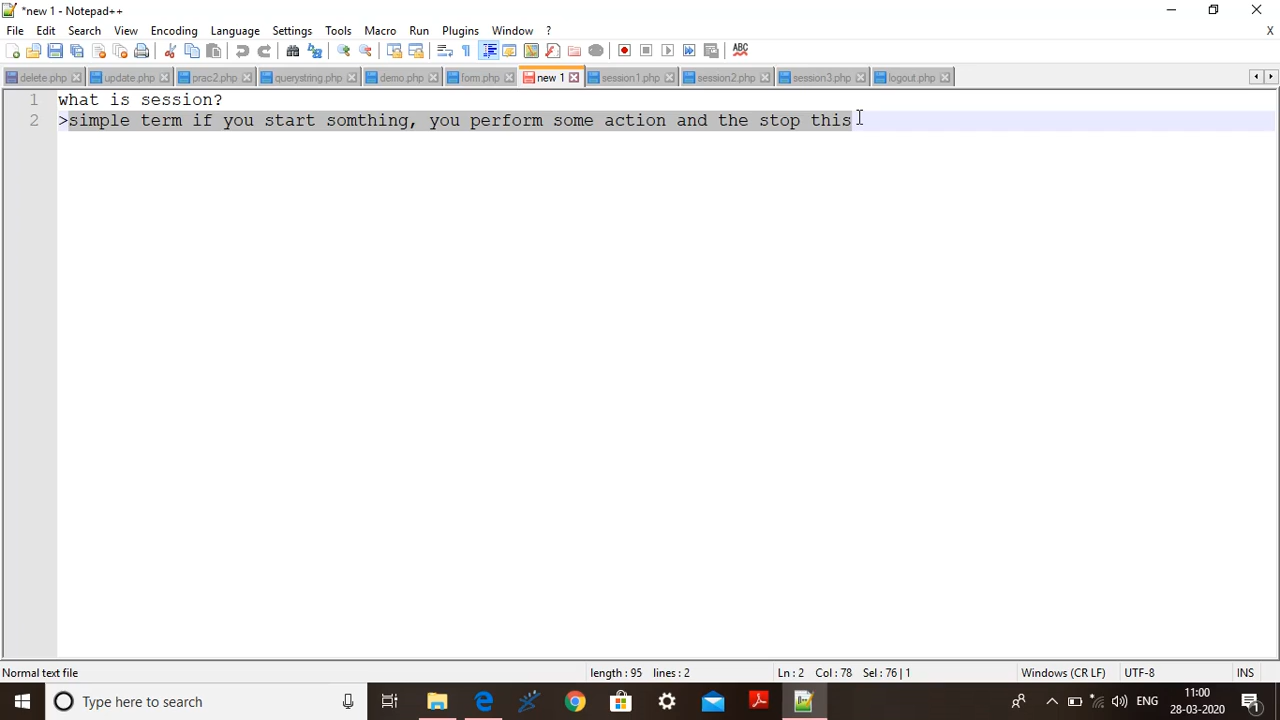 *new 1 - Notepad++
File Edit Search View Encoding Language Settings Tools Macro Run Plugins Window ? X
ABC
delete.php update.php prac2.php querystring.php demo.php form.php new 1 session1.php session2.php session3.php logout.php
1 what is session?
2 >simple term if you start somthing, you perform some action and the stop this
Normal text file length : 95 lines : 2 Ln : 2 Col : 78 Sel : 76 | 1 Windows (CR LF) UTF-8 INS
Type here to search ENG 11:00
28-03-2020 1